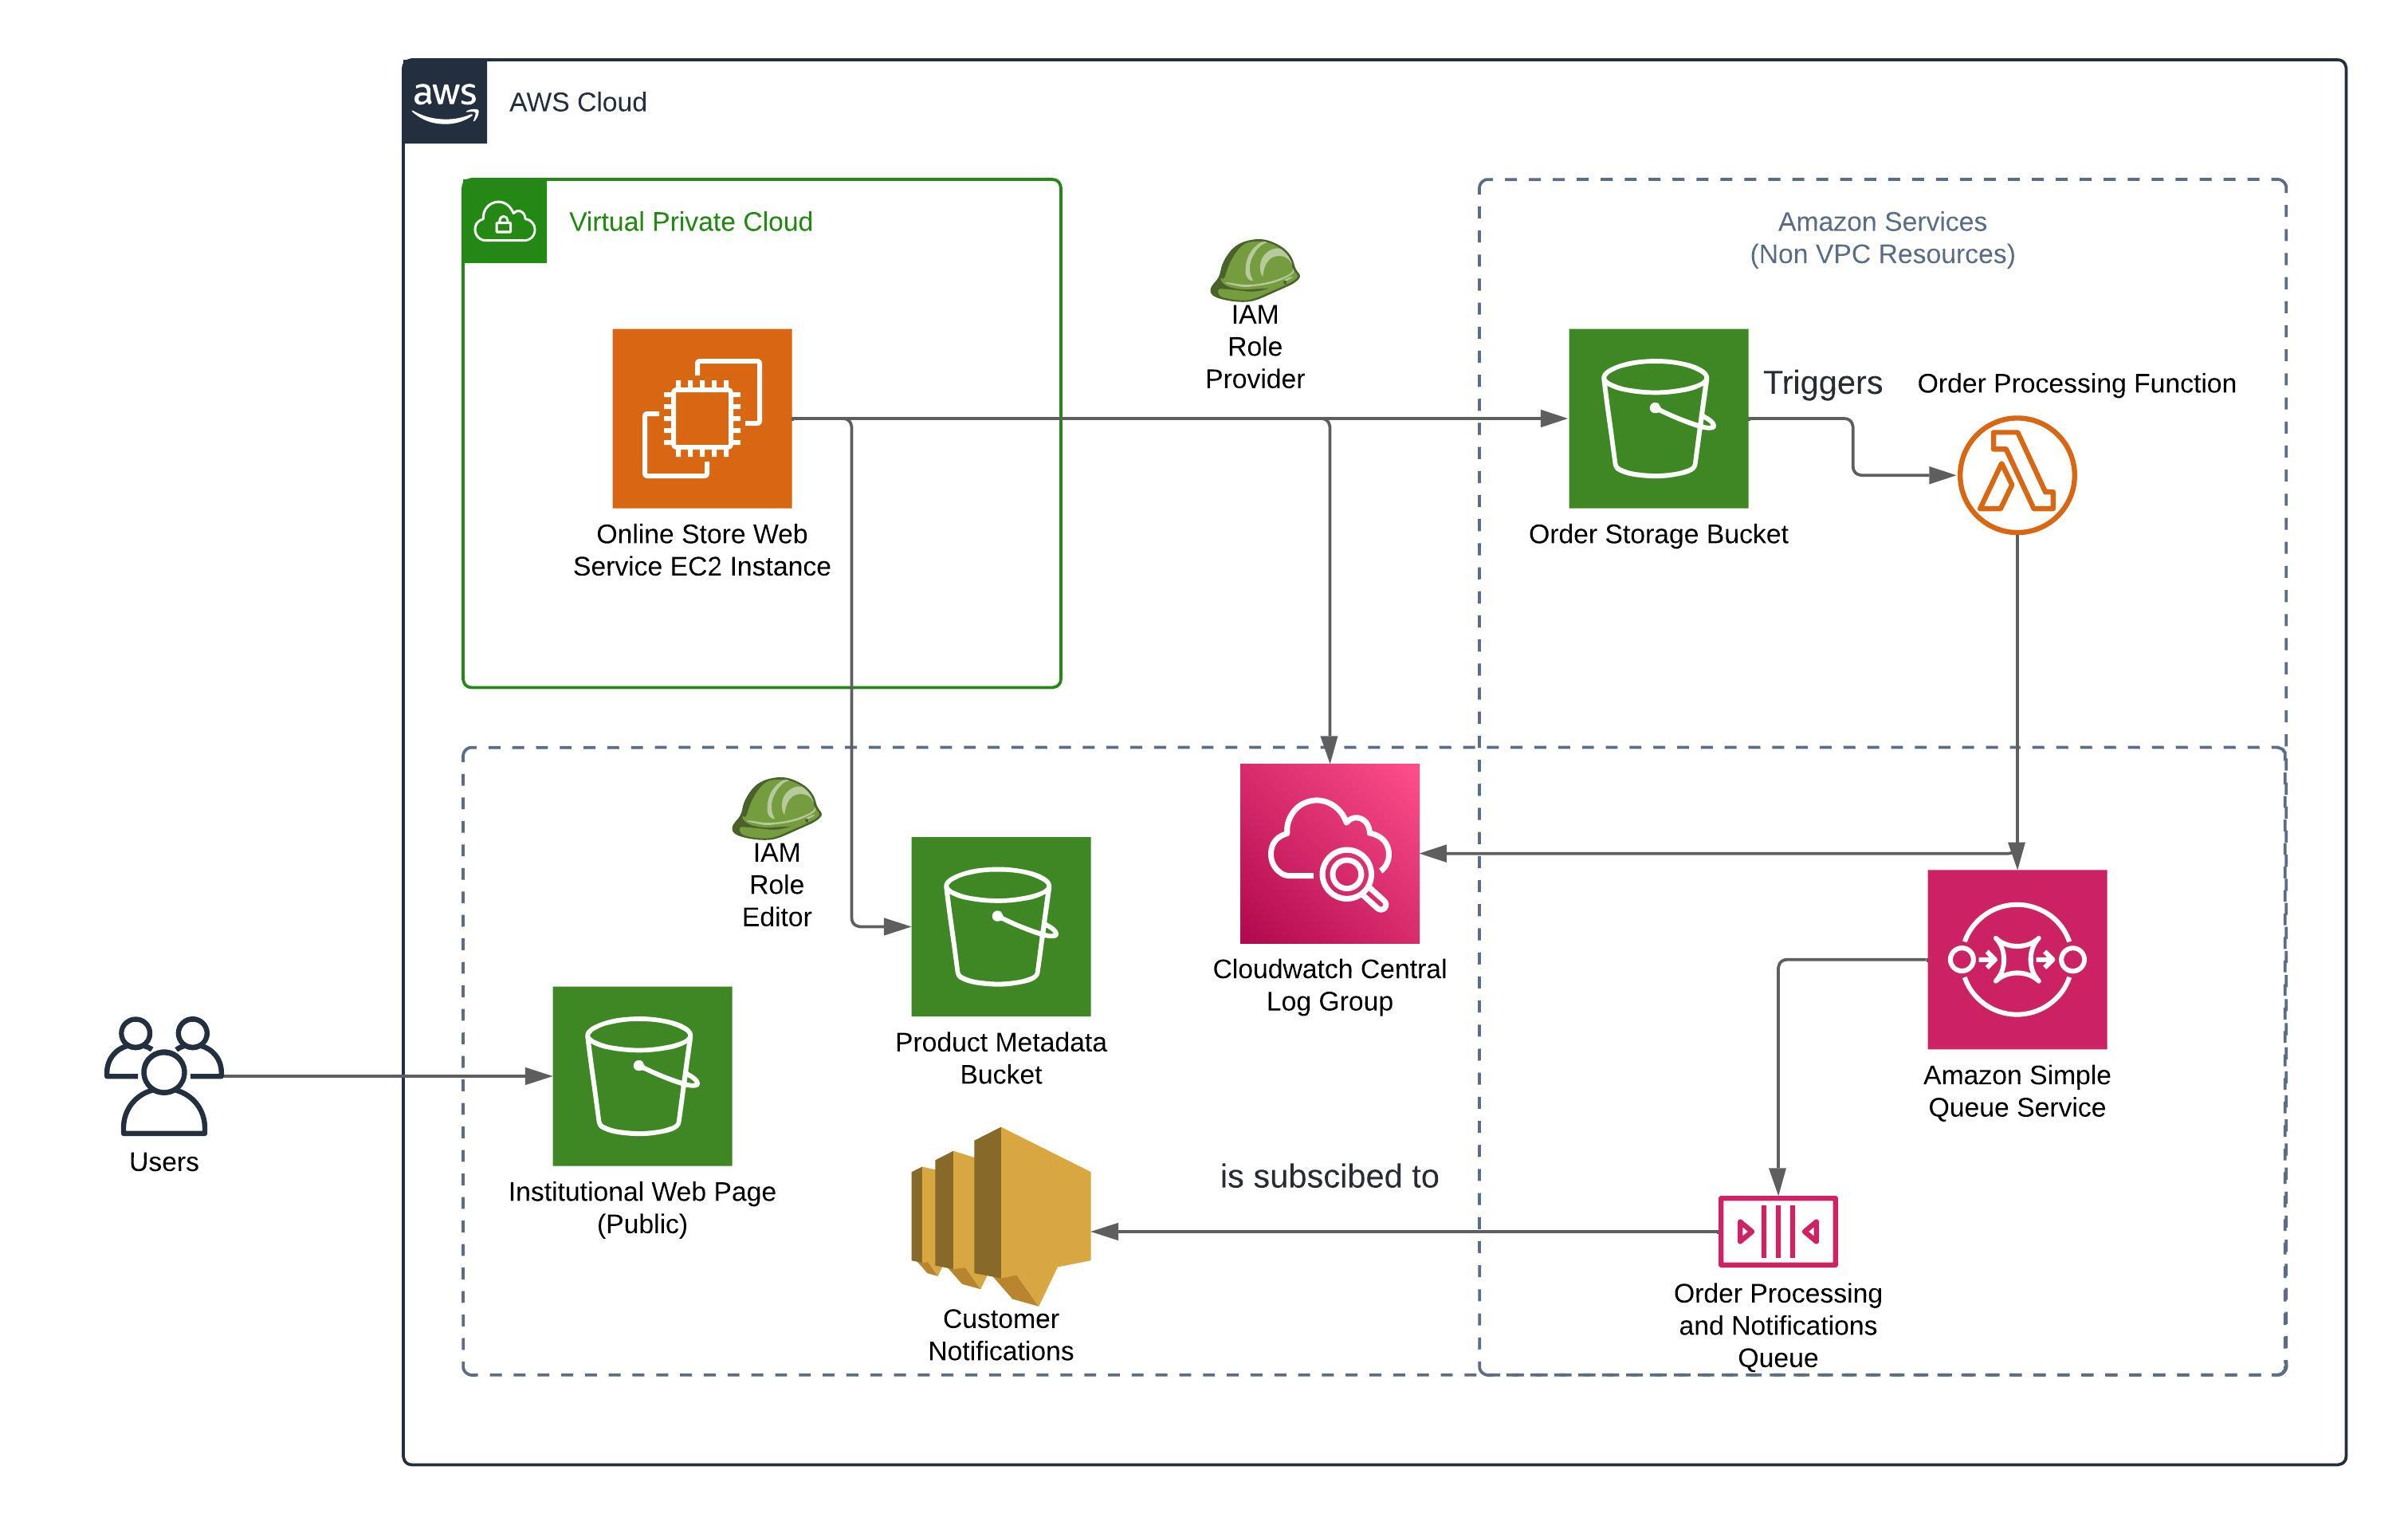 aws
AWS Cloud
Virtual Private Cloud
Amazon Services
(Non VPC Resources)
IAM
Role
Provider
Triggers
Order Processing Function
Online Store Web
Service EC2 Instance
Order Storage Bucket
IAM
Role
Editor
Cloudwatch Central
Log Group
Product Metadata
Bucket
Amazon Simple
Queue Service
Users
Institutional Web Page
(Public)
is subscibed to
Customer
Notifications
Order Processing
and Notifications
Queue